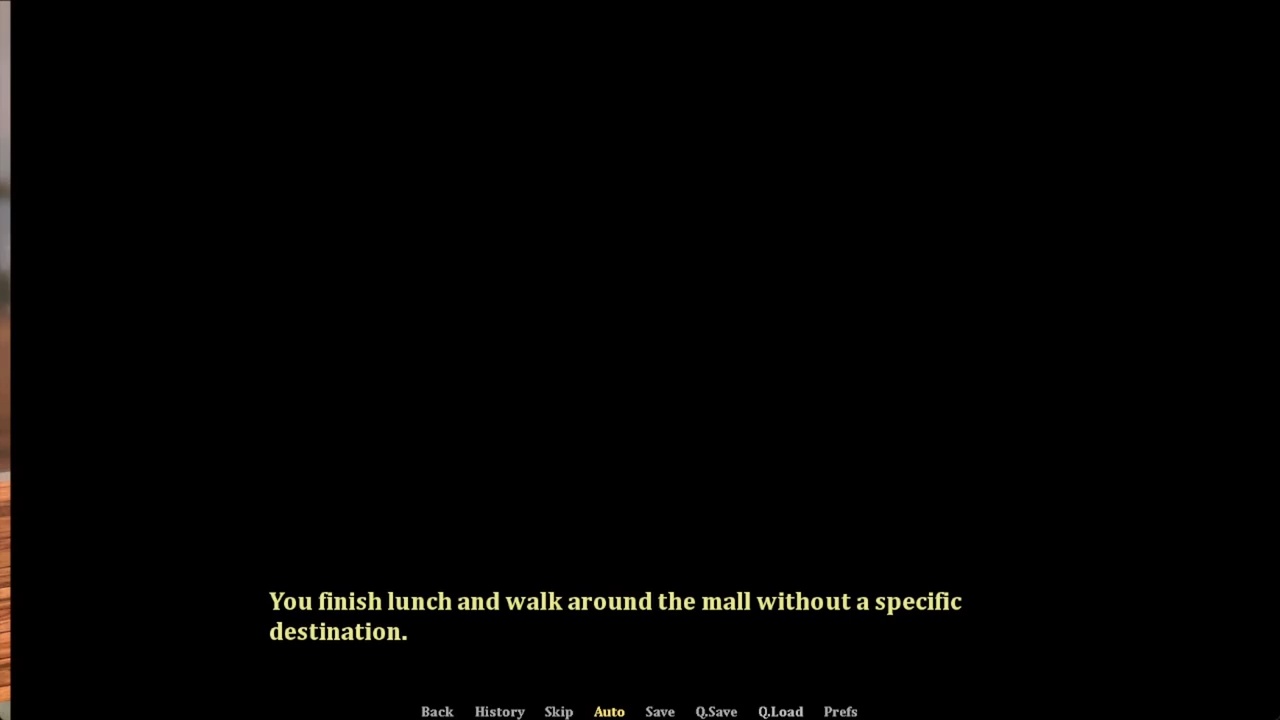 You finish lunch and walk around the mall without a specific
destination.
Back History Skip Auto Save Q.Save Q.Load Prefs